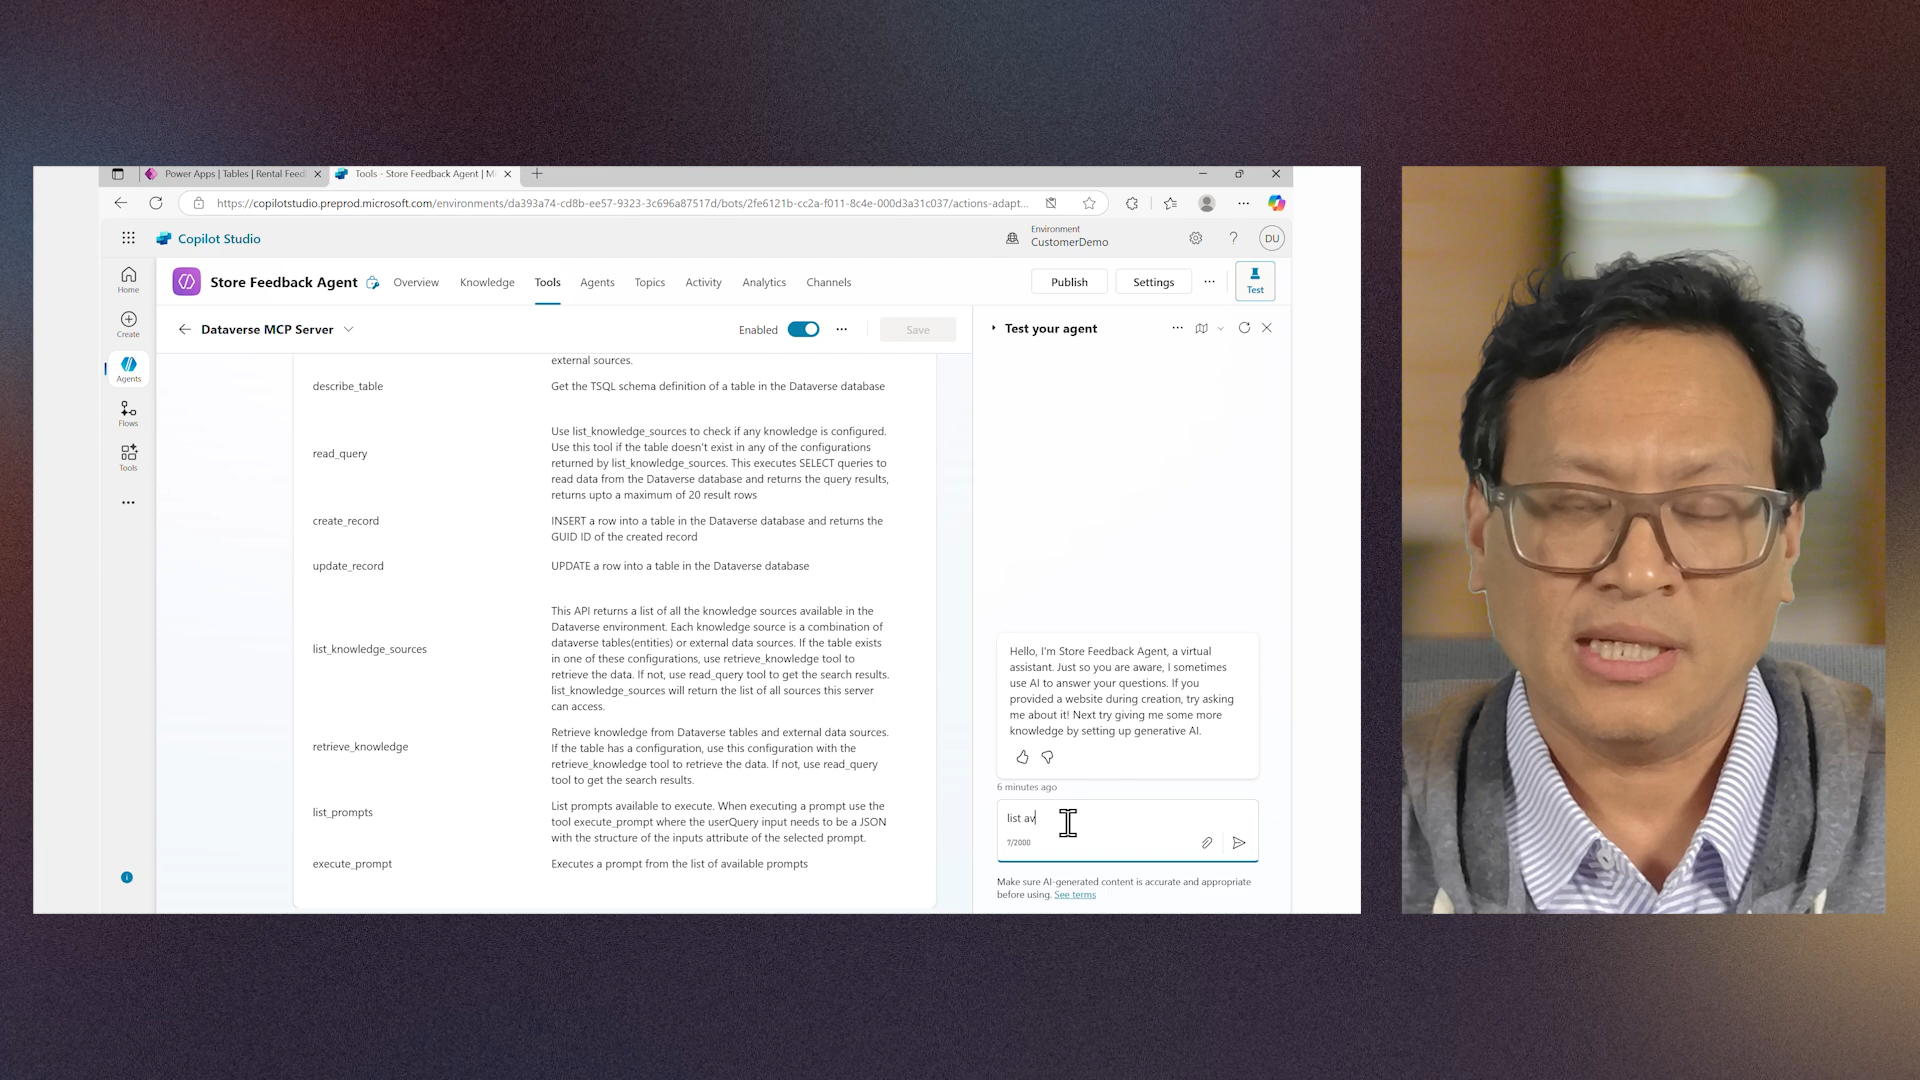 Power Apps | Tables | Rental Feed
Tools - Store Feedback Agent | M
https://copilotstudio.preprod.microsoft.com/environments/da393a74-cd8b-ee57-9323-3c696a87517d/bots/2fe6121b-cc2a-f011-8c4e-000d3a31c037/actions-adapt...
Copilot Studio
Environment
CustomerDemo
?
DU
Home
Create
Agents
Flows
Tools
Store Feedback Agent
Overview
Knowledge
Tools
Agents
Topics
Activity
Analytics
Channels
Publish
Settings
Test
Dataverse MCP Server
Enabled
Save
external sources.
describe_table
Get the TSQL schema definition of a table in the Dataverse database
read_query
Use list_knowledge_sources to check if any knowledge is configured.
Use this tool if the table doesn't exist in any of the configurations
returned by list_knowledge_sources. This executes SELECT queries to
read data from the Dataverse database and returns the query results,
returns upto a maximum of 20 result rows
create_record
INSERT a row into a table in the Dataverse database and returns the
GUID ID of the created record
update_record
UPDATE a row into a table in the Dataverse database
list_knowledge_sources
This API returns a list of all the knowledge sources available in the
Dataverse environment. Each knowledge source is a combination of
dataverse tables(entities) or external data sources. If the table exists
in one of these configurations, use retrieve_knowledge tool to
retrieve the data. If not, use read_query tool to get the search results.
list_knowledge_sources will return the list of all sources this server
can access.
retrieve_knowledge
Retrieve knowledge from Dataverse tables and external data sources.
If the table has a configuration, use this configuration with the
retrieve_knowledge tool to retrieve the data. If not, use read_query
tool to get the search results.
list_prompts
List prompts available to execute. When executing a prompt use the
tool execute_prompt where the userQuery input needs to be a JSON
with the structure of the inputs attribute of the selected prompt.
execute_prompt
Executes a prompt from the list of available prompts
Test your agent
Hello, I'm Store Feedback Agent, a virtual
assistant. Just so you are aware, I sometimes
use AI to answer your questions. If you
provided a website during creation, try asking
me about it! Next try giving me some more
knowledge by setting up generative AI.
6 minutes ago
list av
7/2000
Make sure AI-generated content is accurate and appropriate
before using. See terms